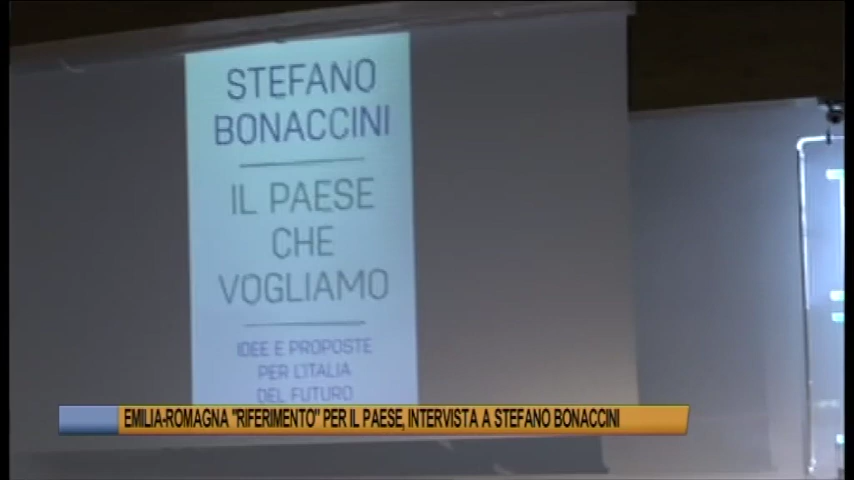 STEFANO
BONACCINI
IL PAESE
CHE
VOGLIAMO
IDEE E PROPOSTE
PER L'ITALIA
DEL FUTURO
EMILIA-ROMAGNA "RIFERIMENTO" PER IL PAESE, INTERVISTA A STEFANO BONACCINI